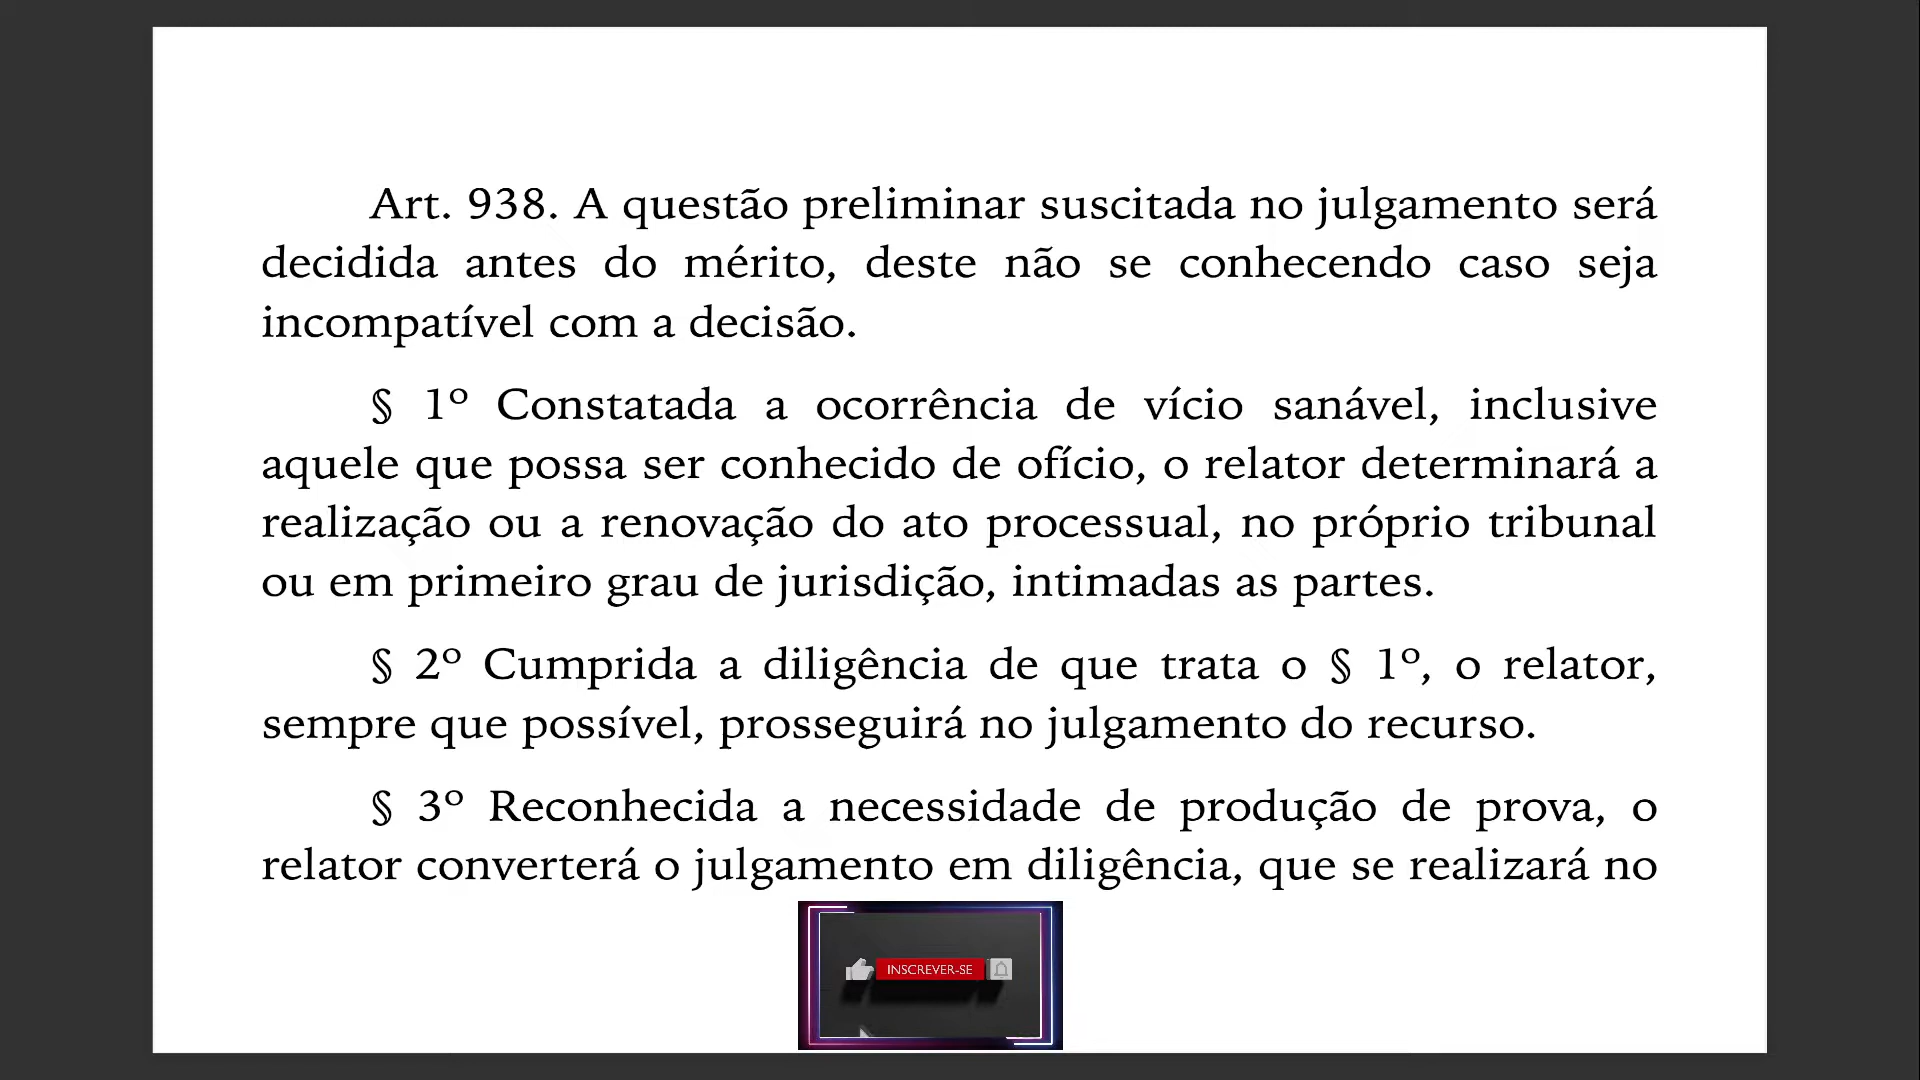 Art. 938. A questão preliminar suscitada no julgamento será
decidida antes do mérito, deste não se conhecendo caso seja
incompatível com a decisão.
§ 1º Constatada a ocorrência de vício sanável, inclusive
aquele que possa ser conhecido de ofício, o relator determinará a
realização ou a renovação do ato processual, no próprio tribunal
ou em primeiro grau de jurisdição, intimadas as partes.
§ 2º Cumprida a diligência de que trata o § 1º, o relator,
sempre que possível, prosseguirá no julgamento do recurso.
§ 3º Reconhecida a necessidade de produção de prova, o
relator converterá o julgamento em diligência, que se realizará no
INSCREVER-SE